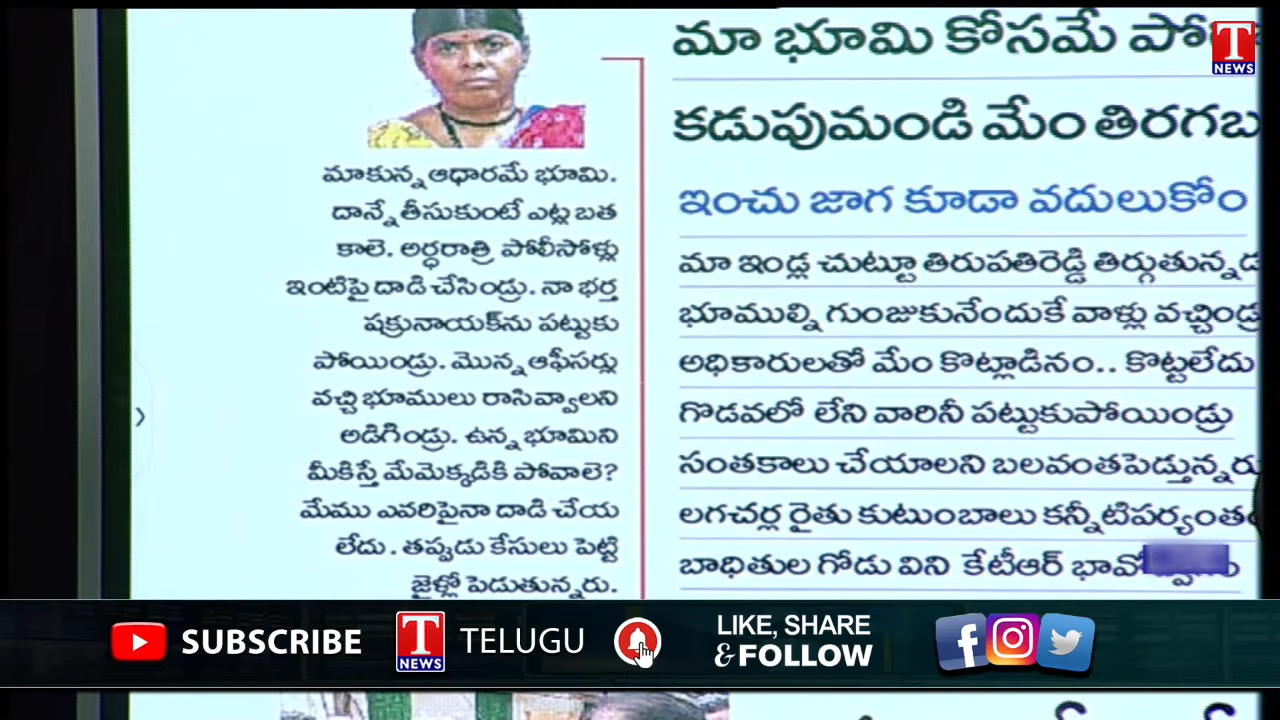 మాకున్న ఆధారమే భూమి.
దాన్నే తీసుకుంటే ఎట్ల బత
కాలె. అర్ధరాత్రి పోలీసోళ్లు
ఇంటిపై దాడి చేసిండ్రు. నా భర్త
షక్రునాయక్‌ను పట్టుకు
పోయిండ్రు. మొన్న ఆఫీసర్లు
వచ్చి భూములు రాసివ్వాలని
అడిగిండ్రు. ఉన్న భూమిని
మీకిస్తే మేమెక్కడికి పోవాలె?
మేము ఎవరిపైనా దాడి చేయ
లేదు. తప్పుడు కేసులు పెట్టి
జైళ్లో పెడుతున్నరు.
మా భూమి కోసమే
కడుపుమండి మేం తిరగబ
ఇంచు జాగ కూడా వదులుకోం
మా ఇండ్ల చుట్టూ తిరుపతిరెడ్డి తిర్గుతున్నడ
భూముల్ని గుంజుకునేందుకే వాళ్లు వచ్చిండ్ర
అధికారులతో మేం కొట్లాడినం.. కొట్టలేదు
గొడవలో లేని వారినీ పట్టుకుపోయిండ్రు
సంతకాలు చేయాలని బలవంతపెడ్తున్నరు
లగచర్ల రైతు కుటుంబాలు కన్నీటిపర్యంత
బాధితుల గోడు విని కేటీఆర్
T NEWS
SUBSCRIBE
T NEWS
TELUGU
LIKE, SHARE
& FOLLOW